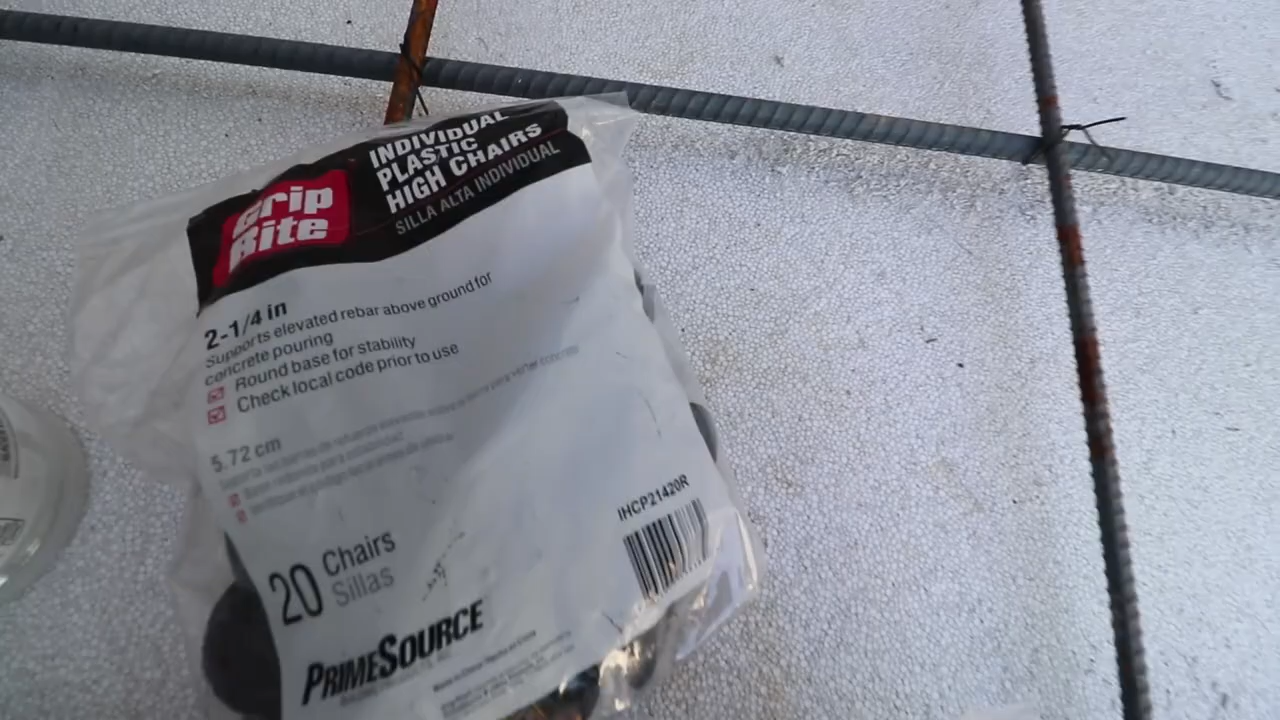 INDIVIDUAL
PLASTIC
HIGH CHAIRS
SILLA ALTA INDIVIDUAL
Grip
Rite
2-1/4 in
Supports elevated rebar above ground for
concrete pouring
Round base for stability
Check local code prior to use
5.72 cm
20 Chairs
Sillas
IHCP21420R
PRIMESOURCE